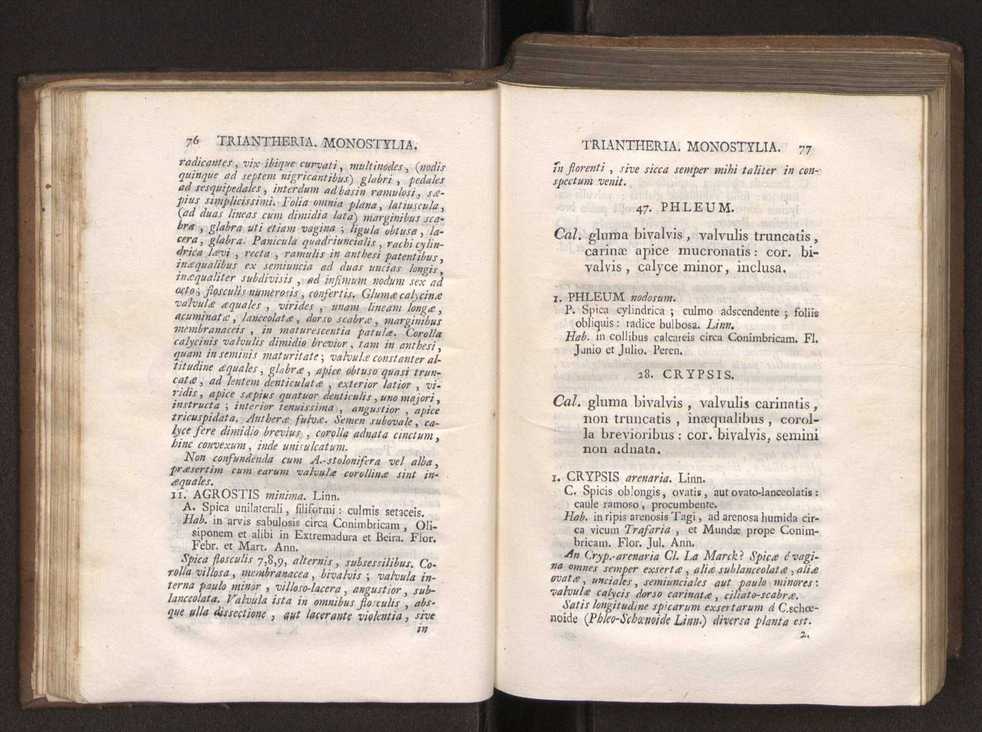 76 TRIANTHERIA. MONOSTYLIA.
radicantes, vix ibique curvati, multinodes, (nodis
quinque ad septem nigricantibus) glabri, pedales
ad sesquipedales, interdum ad basin ramulosi, sæ-
pius simplicissimi. Folia omnia plana, latiuscula,
(ad duas lineas cum dimidia lata) marginibus sca-
bræ, glabra uti etiam vagina; ligula obtusa, la-
cera, glabra. Panicula quadriuncialis, rachi cylin-
drica lævi, recta, ramulis in anthesi patentibus,
inæqualibus ex semiuncia ad duas uncias longis,
inæqualiter subdivisis, ad infimum nodum sex ad
octo; flosculis numerosis, confertis. Glumæ calycinæ
valvulæ æquales, virides, unam lineam longæ,
acuminatæ, lanceolatæ, dorso scabræ, marginibus
membranaceis, in maturescentia patulæ. Corolla
calycinis valvulis dimidio brevior, tam in anthesi,
quam in seminis maturitate; valvulæ constanter al-
titudine æquales, glabræ, apice obtuso quasi trun-
catæ, ad lentem denticulatæ, exterior latior, vi-
ridis, apice sæpius quatuor denticulis, uno majori,
instructa; interior tenuissima, angustior, apice
tricuspidata. Antheræ fulvæ. Semen subovale, ca-
lyce fere dimidio brevius, corolla adnata cinctum,
hinc convexum, inde unisulcatum.
Non confundenda cum A.-stolonifera vel alba,
præsertim cum earum valvulæ corollinæ sint in-
æquales.
11. AGROSTIS minima. Linn.
A. Spica unilaterali, filiformi: culmis setaceis.
Hab. in arvis sabulosis circa Conimbricam, Oli-
siponem et alibi in Extremadura et Beira. Flor.
Febr. et Mart. Ann.
Spica flosculis 7,8,9, alternis, subsessilibus. Co-
rolla villosa, membranacea, bivalvis; valvula in-
terna paulo minor, villoso-lacera, angustior, sub-
lanceolata. Valvula ista in omnibus flosculis, abs-
que ulla dissectione, aut lacerante violentia, sive
in
TRIANTHERIA. MONOSTYLIA. 77
in florenti, sive sicca semper mihi taliter in con-
spectum venit.
47. PHLEUM.
Cal. gluma bivalvis, valvulis truncatis,
carinæ apice mucronatis: cor. bi-
valvis, calyce minor, inclusa.
1. PHLEUM nodosum.
P. Spica cylindrica; culmo adscendente; foliis
obliquis: radice bulbosa. Linn.
Hab. in collibus calcareis circa Conimbricam. Fl.
Junio et Julio. Peren.
28. CRYPSIS.
Cal. gluma bivalvis, valvulis carinatis,
non truncatis, inæqualibus, corol-
la brevioribus: cor. bivalvis, semini
non adnata.
1. CRYPSIS arenaria. Linn.
C. Spicis oblongis, ovatis, aut ovato-lanceolatis:
caule ramoso, procumbente.
Hab. in ripis arenosis Tagi, ad arenosa humida cir-
ca vicum Trafaria, et Mundæ prope Conim-
bricam. Flor. Jul. Ann.
An Cryp.-arenaria Cl. La Marck? Spicæ é vagi-
na omnes semper exsertæ, aliæ sublanceolatæ, aliæ
ovatæ, unciales, semiunciales aut paulo minores:
valvulæ calycis dorso carinatæ, ciliato-scabræ.
Satis longitudine spicarum exsertarum á C.schœ-
noide (Phleo-Schœnoide Linn.) diversa planta est.
2.